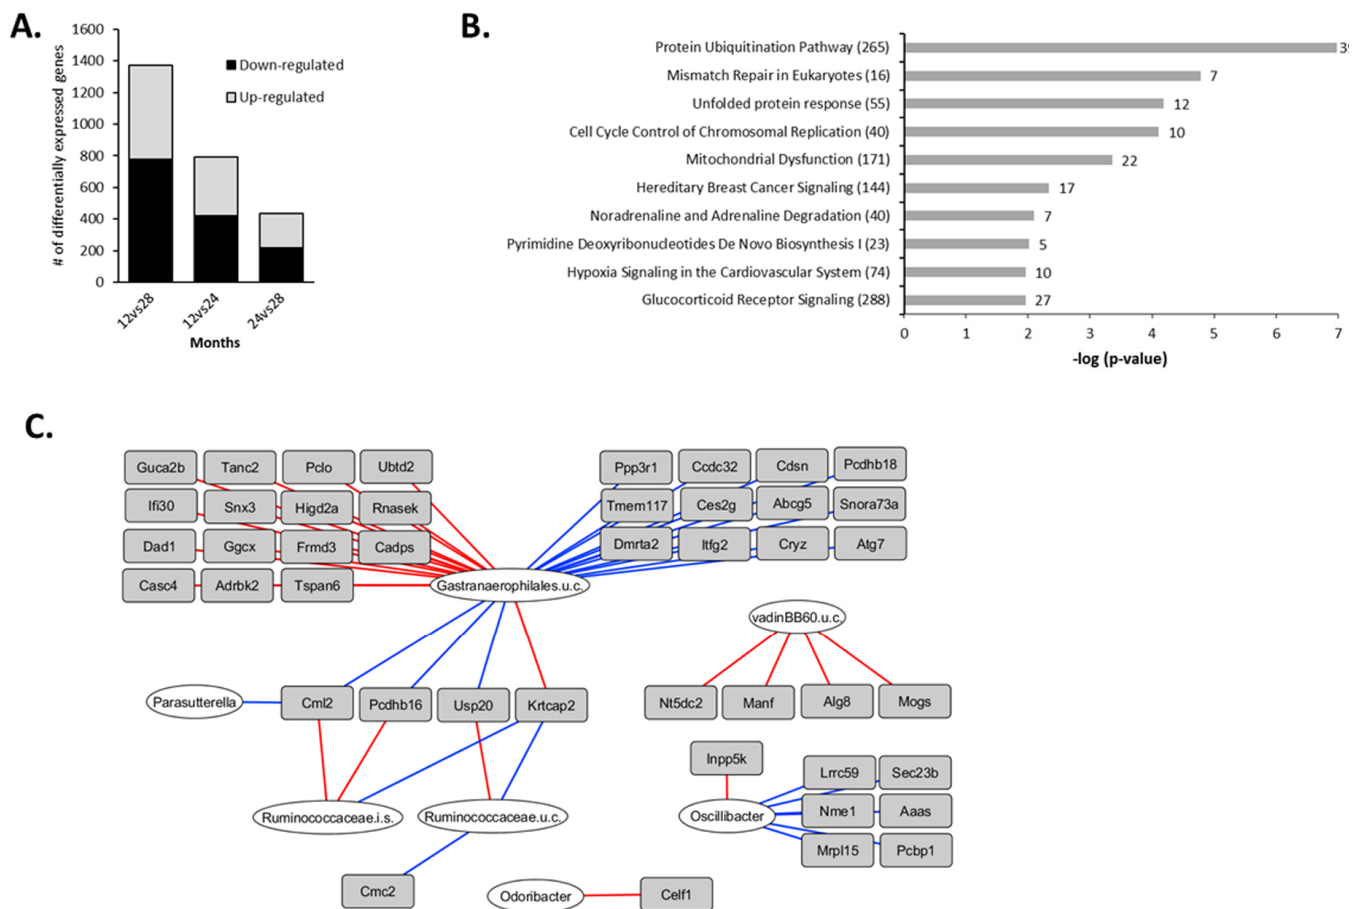 A.
1600
1400
1200
1000
800
600
400
200
0
# of differentially expressed genes
Down-regulated
Up-regulated
12vs28
12vs24
24vs28
Months
B.
Protein Ubiquitination Pathway (265)
Mismatch Repair in Eukaryotes (16) 7
Unfolded protein response (55) 12
Cell Cycle Control of Chromosomal Replication (40) 10
Mitochondrial Dysfunction (171) 22
Hereditary Breast Cancer Signaling (144) 17
Noradrenaline and Adrenaline Degradation (40) 7
Pyrimidine Deoxyribonucleotides De Novo Biosynthesis I (23) 5
Hypoxia Signaling in the Cardiovascular System (74) 10
Glucocorticoid Receptor Signaling (288) 27
0 1 2 3 4 5 6 7
-log (p-value)
C.
Guca2b Tanc2 Pclo Ubtd2
Ifi30 Snx3 Higd2a Rnasek
Dad1 Ggcx Frmd3 Cadps
Casc4 Adrbk2 Tspan6
Ppp3r1 Ccdc32 Cdsn Pcdhb18
Tmem117 Ces2g Abcg5 Snora73a
Dmrta2 Itfg2 Cryz Atg7
Gastranaerophilales.u.c.
vadinBB60.u.c.
Parasutterella Cml2 Pcdhb16 Usp20 Krtcap2
Nt5dc2 Manf Alg8 Mogs
Inpp5k
Lrrc59 Sec23b
Ruminococcaceae.i.s. Ruminococcaceae.u.c.
Oscillibacter Nme1 Aaas
Mrpl15 Pcbp1
Cmc2
Odoribacter Celf1